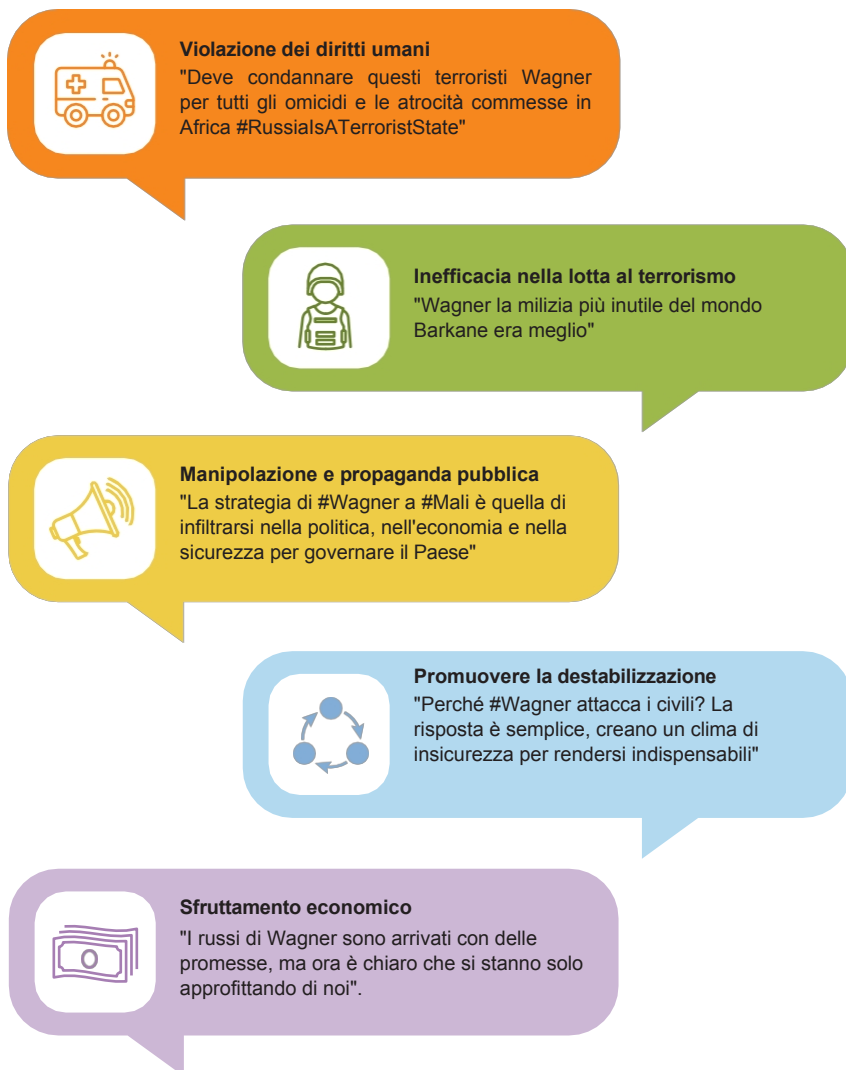 Violazione dei diritti umani
"Deve condannare questi terroristi Wagner
per tutti gli omicidi e le atrocità commesse in
Africa #RussiaIsATerroristState"
Inefficacia nella lotta al terrorismo
"Wagner la milizia più inutile del mondo
Barkane era meglio"
Manipolazione e propaganda pubblica
"La strategia di #Wagner a #Mali è quella di
infiltrarsi nella politica, nell'economia e nella
sicurezza per governare il Paese"
Promuovere la destabilizzazione
"Perché #Wagner attacca i civili? La
risposta è semplice, creano un clima di
insicurezza per rendersi indispensabili"
Sfruttamento economico
"I russi di Wagner sono arrivati con delle
promesse, ma ora è chiaro che si stanno solo
approfittando di noi".